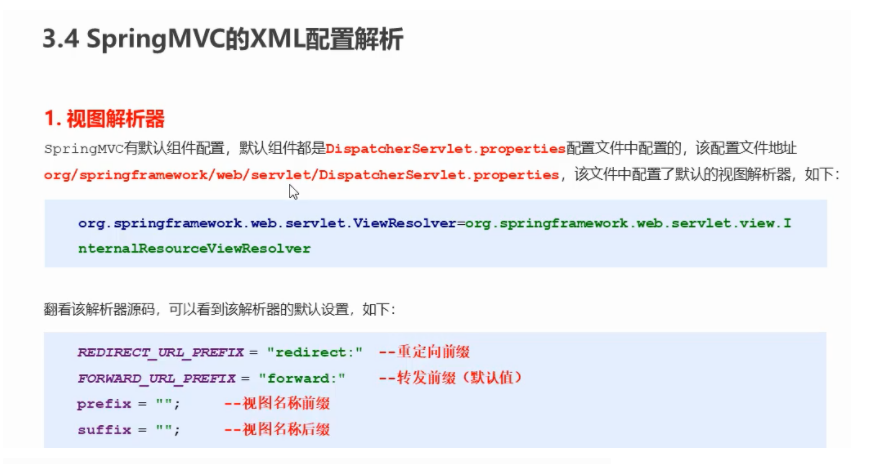 3.4 SpringMVC的XML配置解析
1. 视图解析器
SpringMVC有默认组件配置，默认组件都是DispatcherServlet.properties配置文件中配置的，该配置文件地址
org/springframework/web/servlet/DispatcherServlet.properties，该文件中配置了默认的视图解析器，如下：
org.springframework.web.servlet.ViewResolver=org.springframework.web.servlet.view.I
nternalResourceViewResolver
翻看该解析器源码，可以看到该解析器的默认设置，如下：
REDIRECT_URL_PREFIX = "redirect:" --重定向前缀
FORWARD_URL_PREFIX = "forward:" --转发前缀（默认值）
prefix = ""; --视图名称前缀
suffix = ""; --视图名称后缀